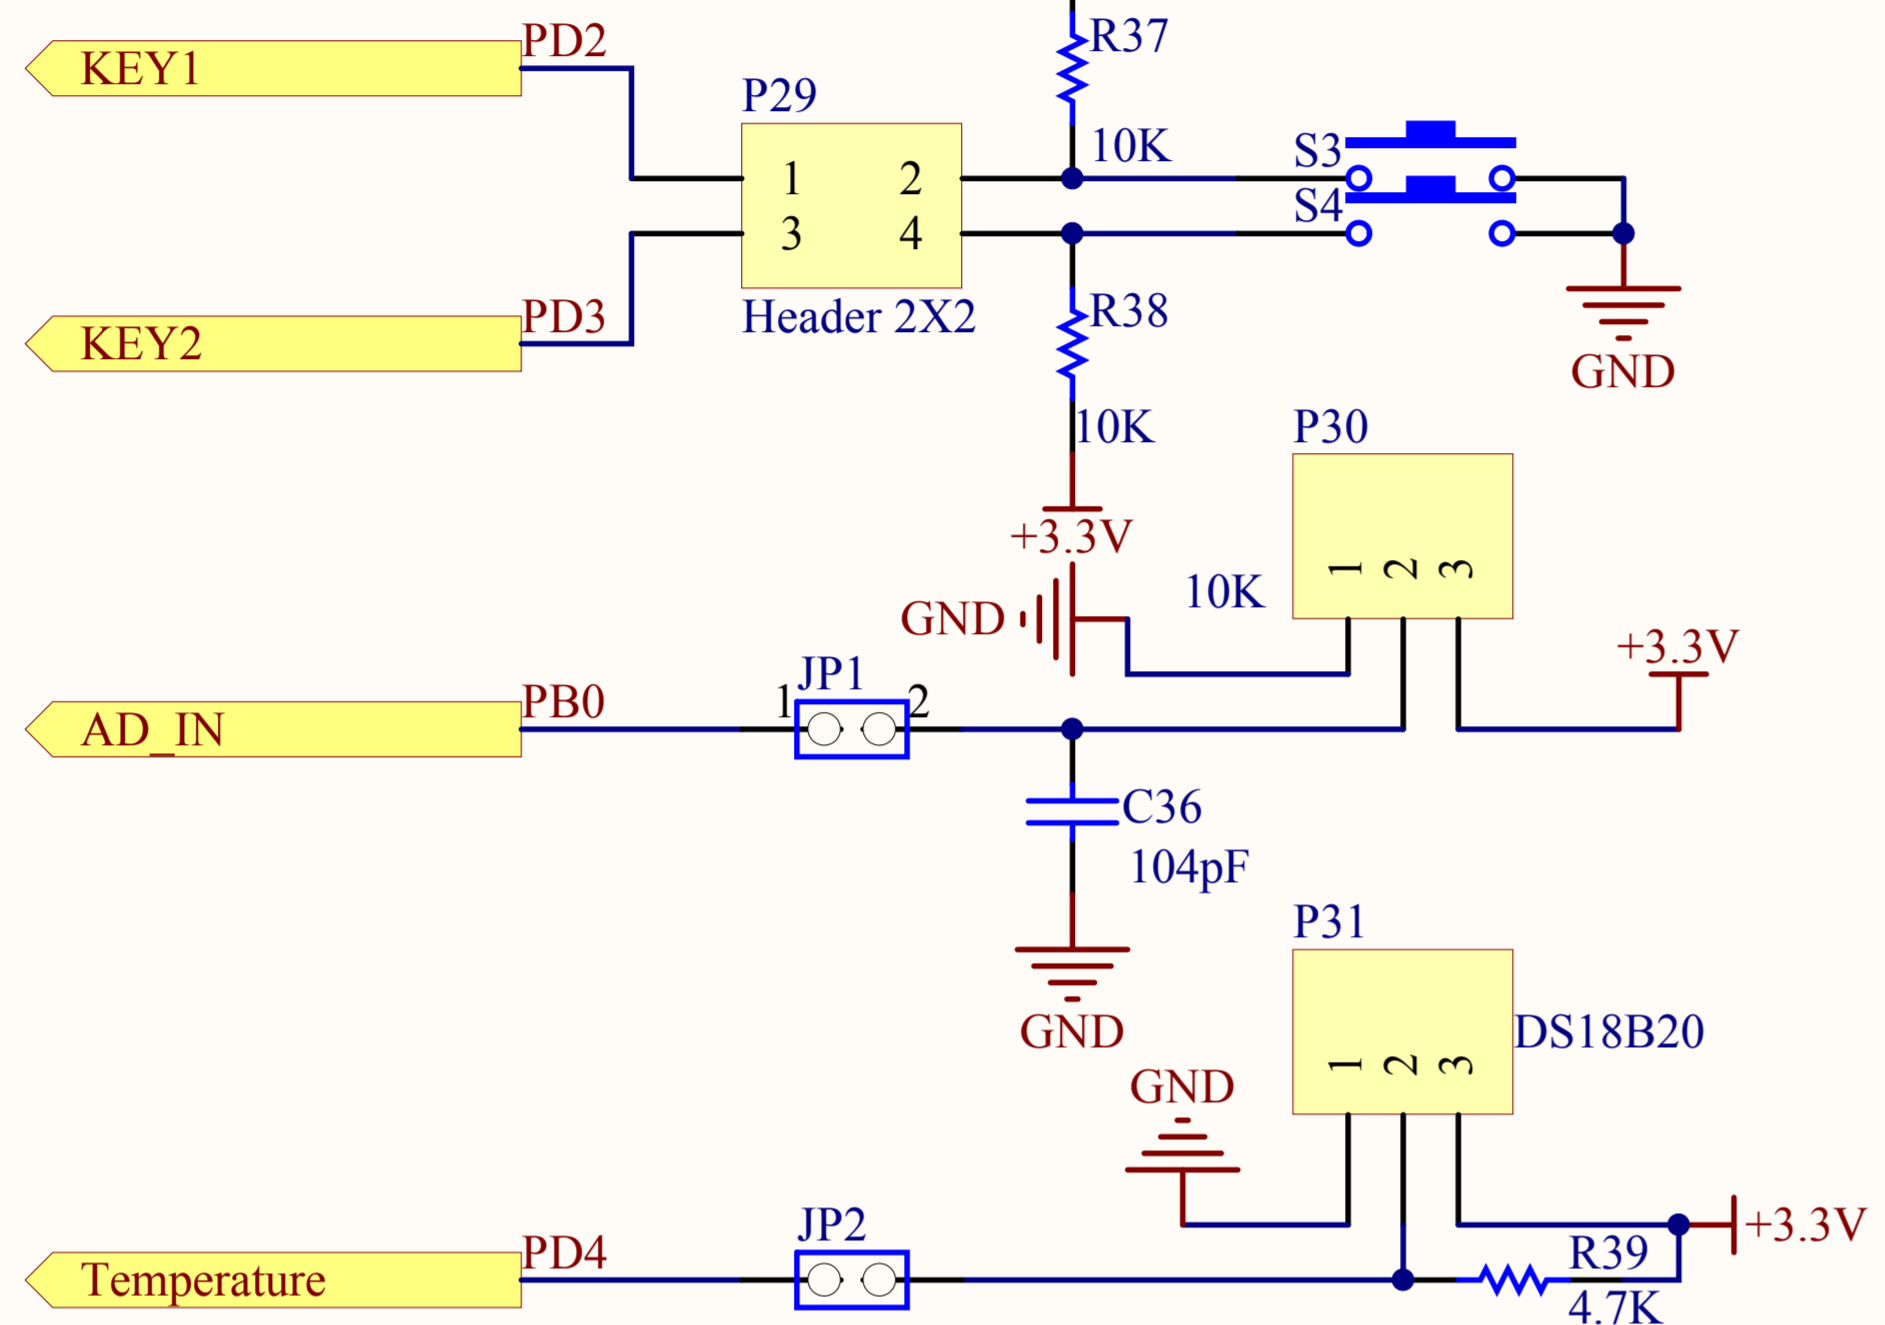 KEY1
PD2
P29
1 2
3 4
Header 2X2
R37
10K
S3
S4
GND
KEY2
PD3
R38
10K
+3.3V
P30
1 2 3
10K
GND
+3.3V
AD_IN
PB0
JP1
1 2
C36
104pF
GND
P31
1 2 3
DS18B20
GND
+3.3V
Temperature
PD4
JP2
R39
4.7K